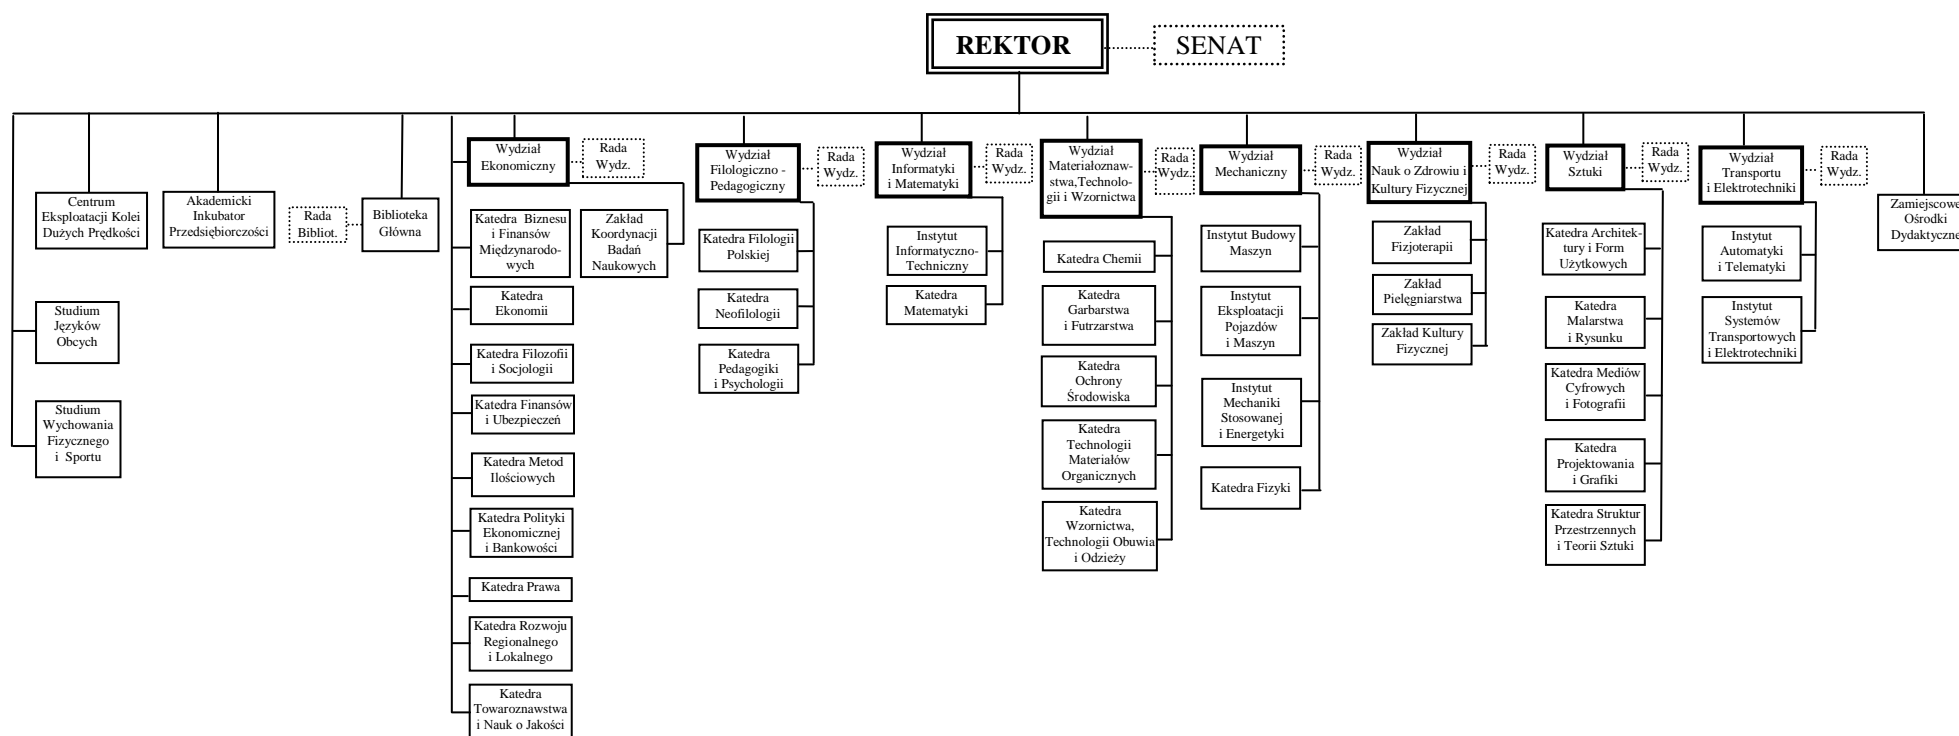 REKTOR
SENAT
Centrum
Eksploatacji Kolei
Dużych Prędkości
Akademicki
Inkubator
Przedsiębiorczości
Rada
Bibliot.
Biblioteka
Główna
Studium
Języków
Obcych
Studium
Wychowania
Fizycznego
i Sportu
Wydział
Ekonomiczny
Rada
Wydz.
Katedra Biznesu
i Finansów
Międzynarodo-
wych
Zakład
Koordynacji
Badań
Naukowych
Katedra
Ekonomii
Katedra Filozofii
i Socjologii
Katedra Finansów
i Ubezpieczeń
Katedra Metod
Ilościowych
Katedra Polityki
Ekonomicznej
i Bankowości
Katedra Prawa
Katedra Rozwoju
Regionalnego
i Lokalnego
Katedra
Towaroznawstwa
i Nauk o Jakości
Wydział
Filologiczno -
Pedagogiczny
Rada
Wydz.
Katedra Filologii
Polskiej
Katedra
Neofilologii
Katedra
Pedagogiki
i Psychologii
Wydział
Informatyki
i Matematyki
Rada
Wydz.
Instytut
Informatyczno-
Techniczny
Katedra
Matematyki
Wydział
Materiałoznaw-
stwa,Technolo-
gii i Wzornictwa
Rada
Wydz.
Katedra Chemii
Katedra
Garbarstwa
i Futrzarstwa
Katedra
Ochrony
Środowiska
Katedra
Technologii
Materiałów
Organicznych
Katedra
Wzornictwa,
Technologii Obuwia
i Odzieży
Wydział
Mechaniczny
Rada
Wydz.
Instytut Budowy
Maszyn
Instytut
Eksploatacji
Pojazdów
i Maszyn
Instytut
Mechaniki
Stosowanej
i Energetyki
Katedra Fizyki
Wydział
Nauk o Zdrowiu i
Kultury Fizycznej
Rada
Wydz.
Zakład
Fizjoterapii
Zakład
Pielęgniarstwa
Zakład Kultury
Fizycznej
Wydział
Sztuki
Rada
Wydz.
Katedra Architek-
tury i Form
Użytkowych
Katedra
Malarstwa
i Rysunku
Katedra Mediów
Cyfrowych
i Fotografii
Katedra
Projektowania
i Grafiki
Katedra Struktur
Przestrzennych
i Teorii Sztuki
Wydział
Transportu
i Elektrotechniki
Rada
Wydz.
Instytut
Automatyki
i Telematyki
Instytut
Systemów
Transportowych
i Elektrotechniki
Zamiejscowe
Ośrodki
Dydaktyczne